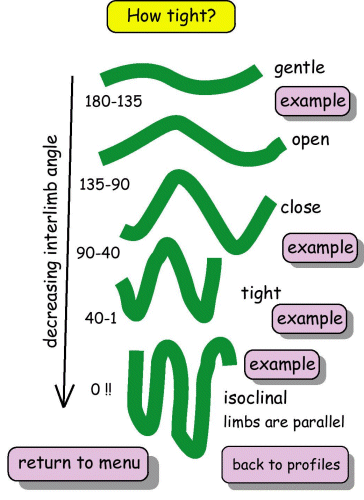 How tight?
gentle
180-135
example
open
135-90
close
90-40
example
tight
40-1
example
example
0 !!
isoclinal
limbs are parallel
decreasing interlimb angle
return to menu
back to profiles